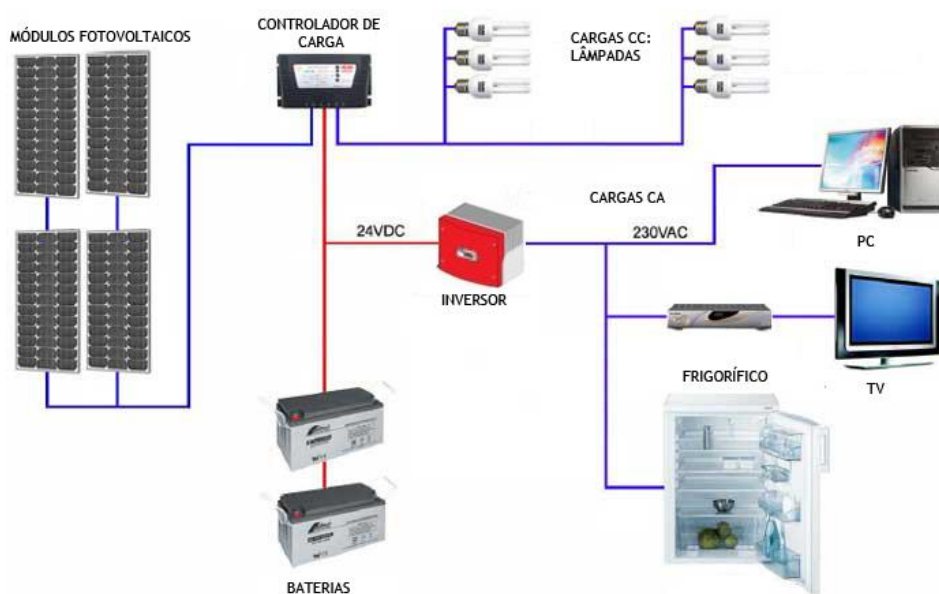 MÓDULOS FOTOVOLTAICOS
CONTROLADOR DE
CARGA
CARGAS CC:
LÂMPADAS
CARGAS CA
PC
24VDC
230VAC
INVERSOR
FRIGORÍFICO
TV
BATERIAS